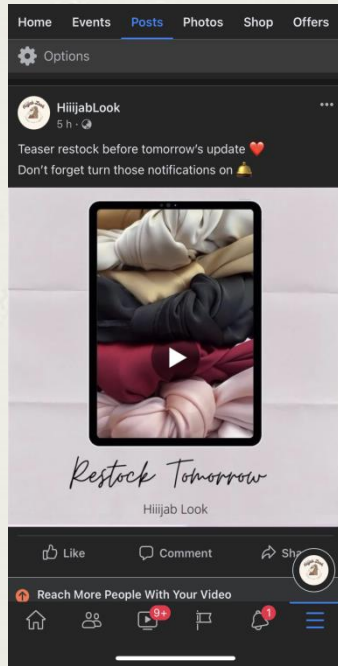 Home Events Posts Photos Shop Offers
Options
HiiijabLook
5 h
Teaser restock before tomorrow's update
Don't forget turn those notifications on
Restock Tomorrow
Hiiijab Look
Like Comment
Reach More People With Your Video
9+ 1